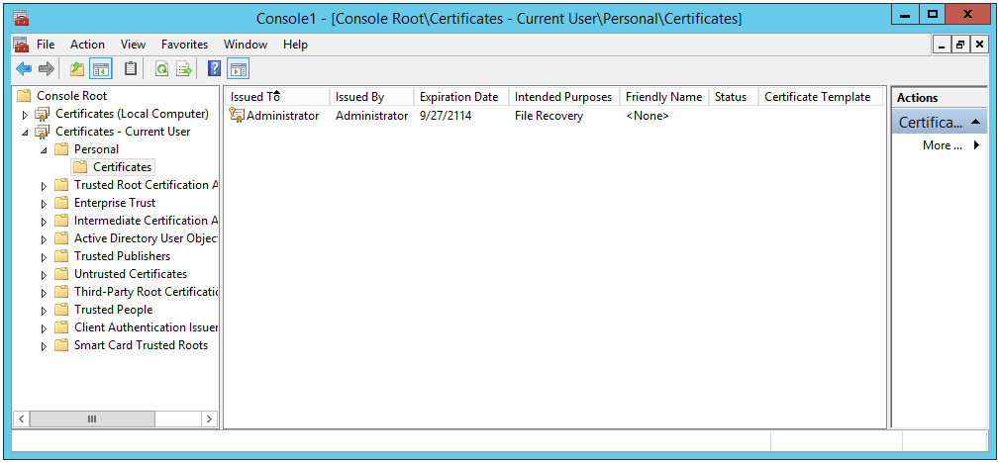 Console1 - [Console Root\Certificates - Current User\Personal\Certificates]
File Action View Favorites Window Help
Console Root
Certificates (Local Computer)
Certificates - Current User
Personal
Certificates
Trusted Root Certification A
Enterprise Trust
Intermediate Certification A
Active Directory User Objec
Trusted Publishers
Untrusted Certificates
Third-Party Root Certificatio
Trusted People
Client Authentication Issuer
Smart Card Trusted Roots
Issued To Issued By Expiration Date Intended Purposes Friendly Name Status Certificate Template
Administrator Administrator 9/27/2114 File Recovery <None>
Actions
Certifica...
More ...